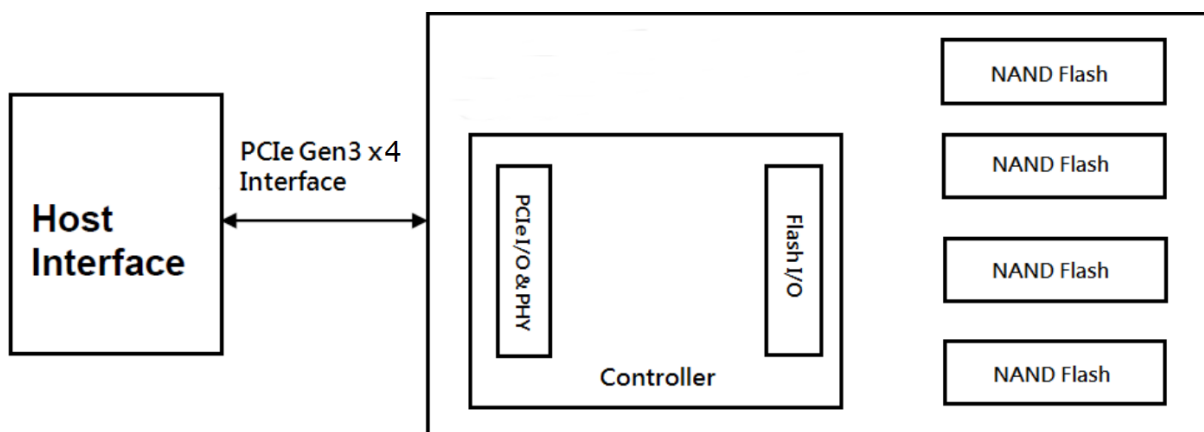 Host
Interface
PCIe Gen3 x4
Interface
PCIe I/O & PHY
Flash I/O
Controller
NAND Flash
NAND Flash
NAND Flash
NAND Flash